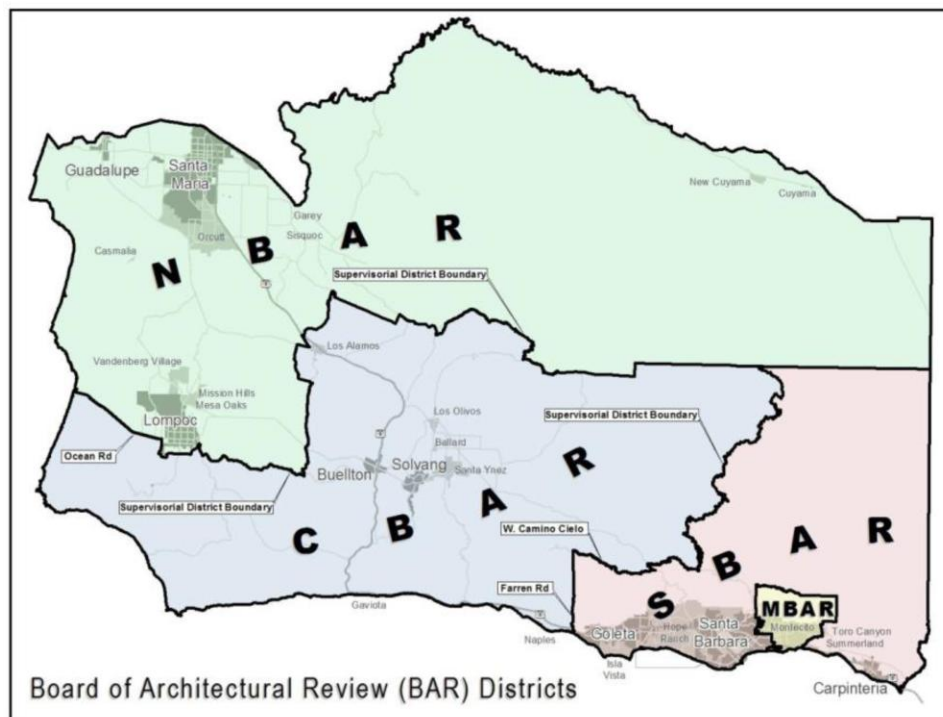 Guadalupe
Santa
Maria
New Cuyama
Cuyama
Garey
Orcutt
Sisquoc
Casmalia
N B A R
Supervisorial District Boundary
Los Alamos
Vandenberg Village
Mission Hills
Mesa Oaks
Lompoc
Los Olivos
Supervisorial District Boundary
Ballard
Ocean Rd
Solvang
Santa Ynez
Buellton
Supervisorial District Boundary
C B A R
W. Camino Cielo
S B A R
Farren Rd
MBAR
Gaviota
Naples
Goleta
Hope
Ranch
Santa
Barbara
Montecito
Toro Canyon
Summerland
Isla
Vista
Carpinteria
Board of Architectural Review (BAR) Districts